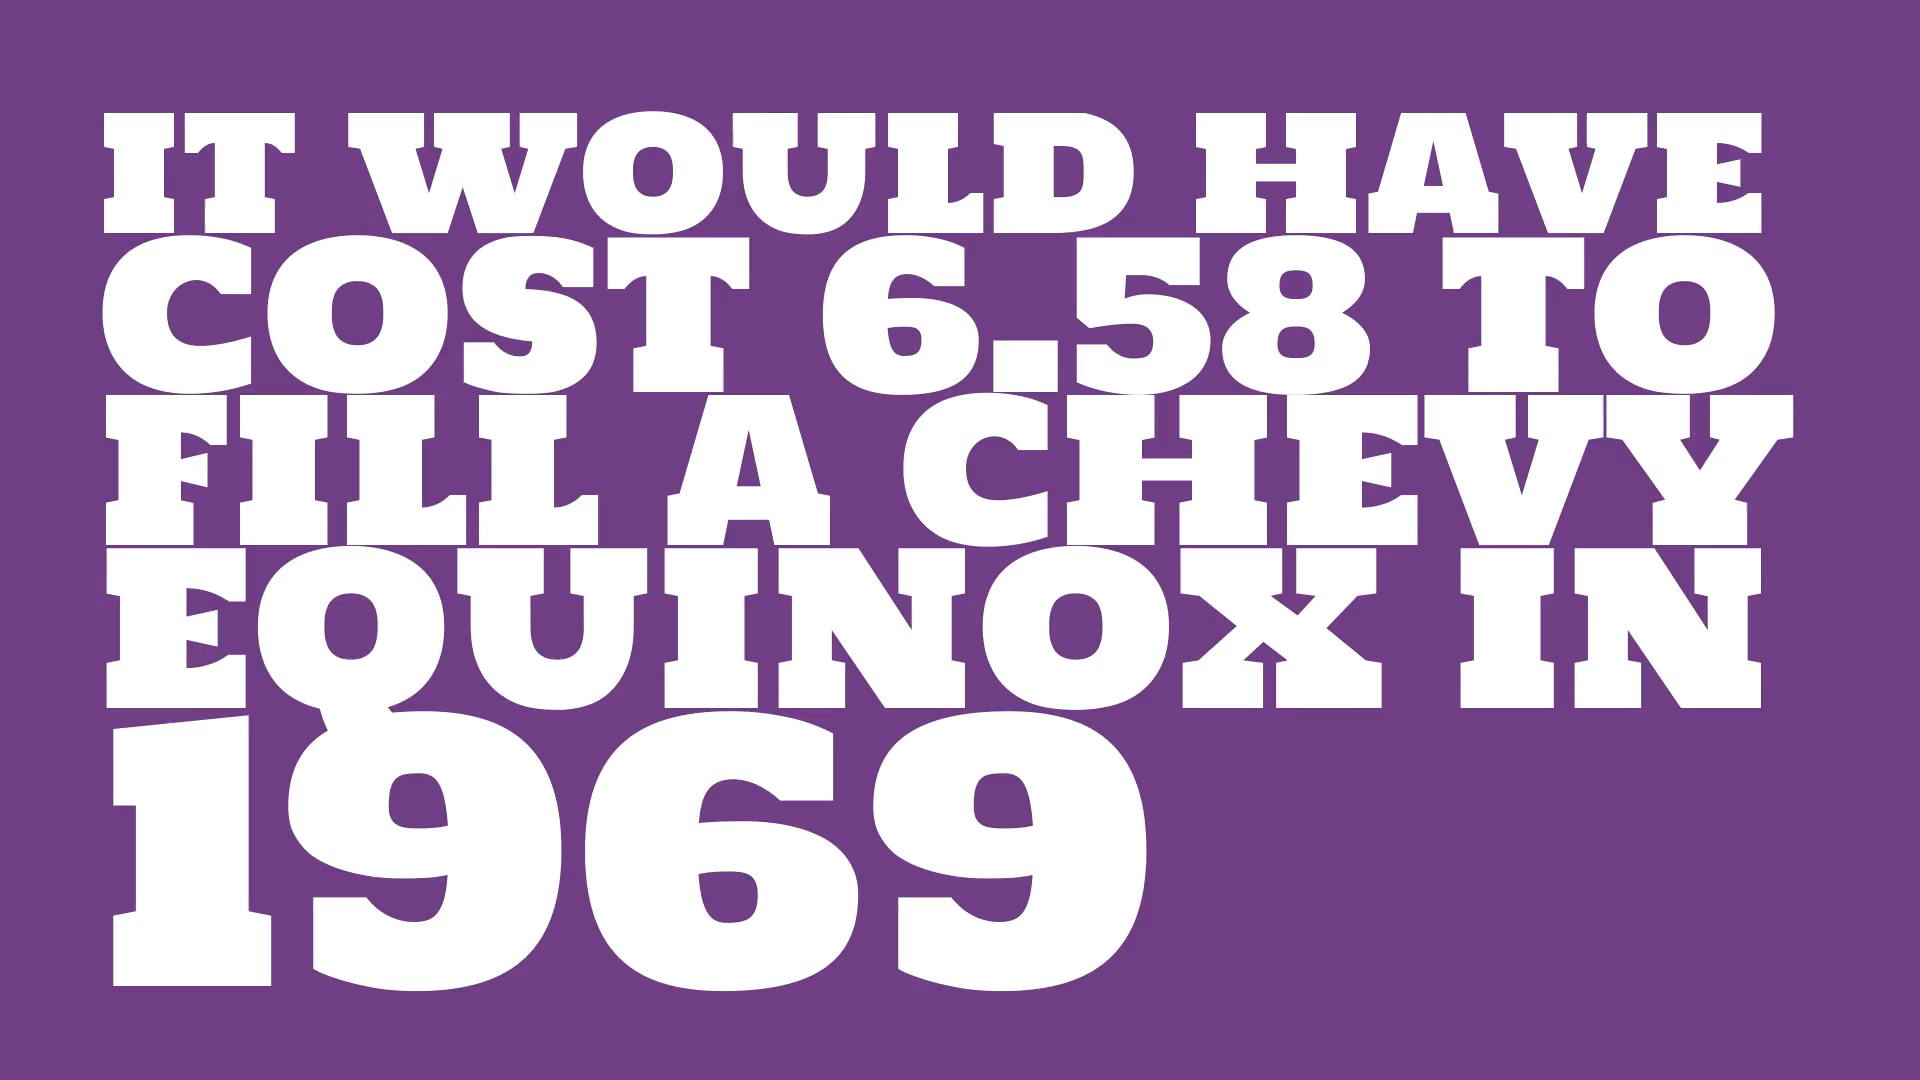 IT WOULD HAVE
COST 6.58 TO
FILL A CHEVY
EQUINOX IN
1969